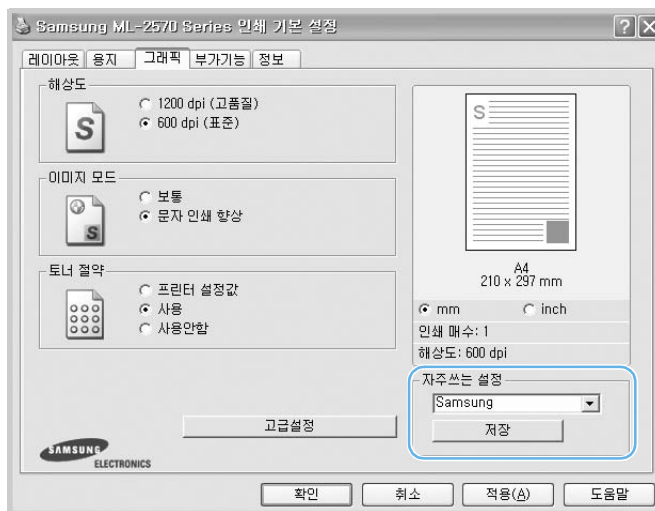 Samsung ML-2570 Series 인쇄 기본 설정
레이아웃 용지 그래픽 부가기능 정보
해상도
S
1200 dpi (고품질)
600 dpi (표준)
이미지 모드
S
보통
문자 인쇄 향상
토너 절약
프린터 설정값
사용
사용안함
S
A4
210 x 297 mm
mm inch
인쇄 매수: 1
해상도: 600 dpi
자주쓰는 설정
Samsung
저장
고급설정
SAMSUNG
ELECTRONICS
확인 취소 적용(A) 도움말